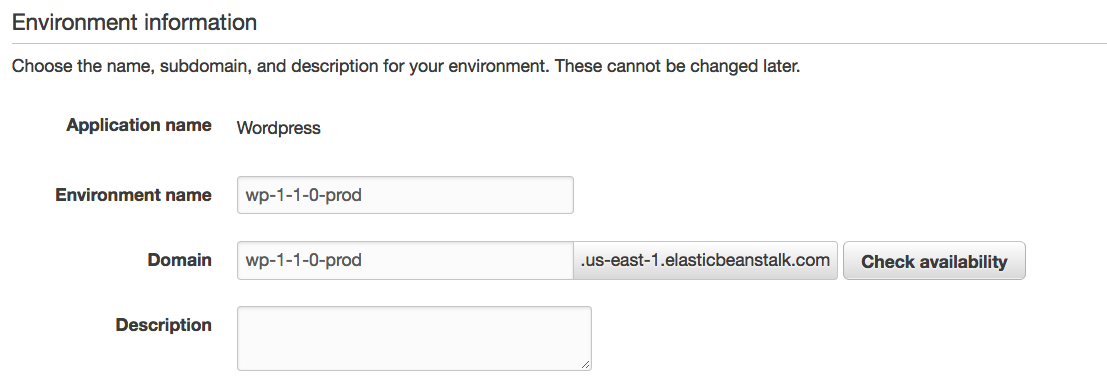 Environment information
Choose the name, subdomain, and description for your environment. These cannot be changed later.
Application name Wordpress
Environment name wp-1-1-0-prod
Domain wp-1-1-0-prod .us-east-1.elasticbeanstalk.com Check availability
Description